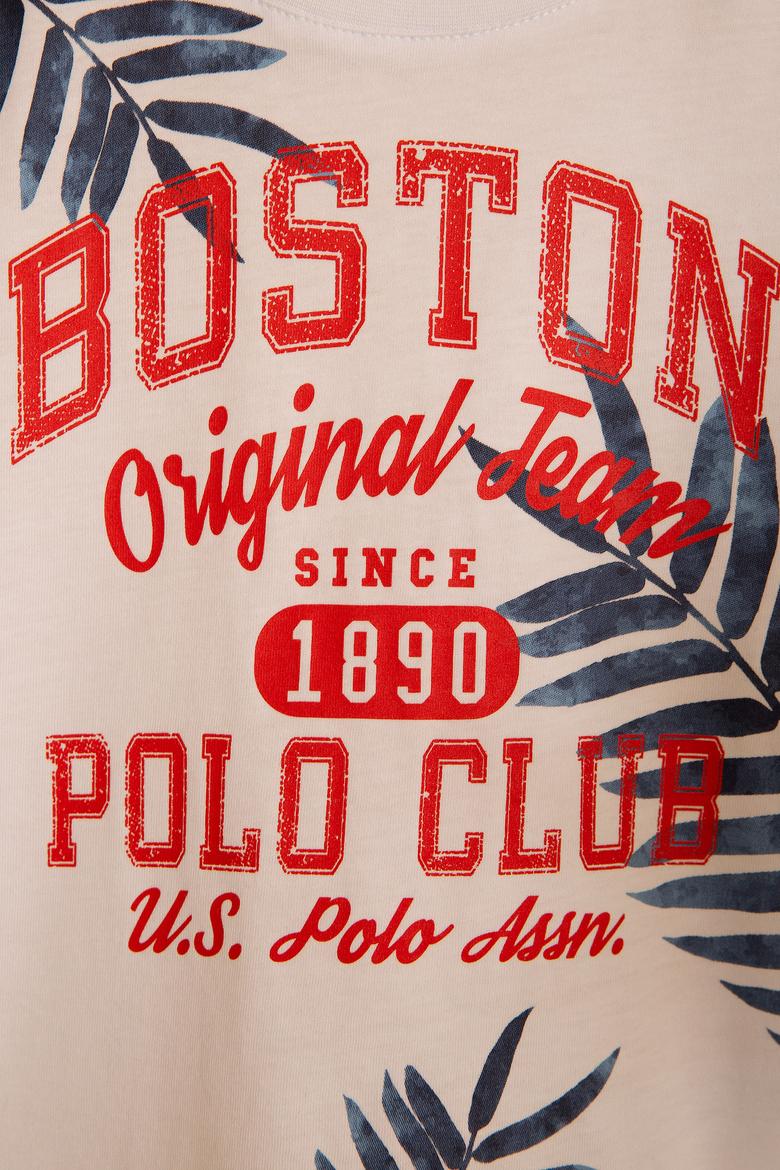 BOSTON
Original Team
SINCE
1890
POLO CLUB
U.S. Polo Assn.